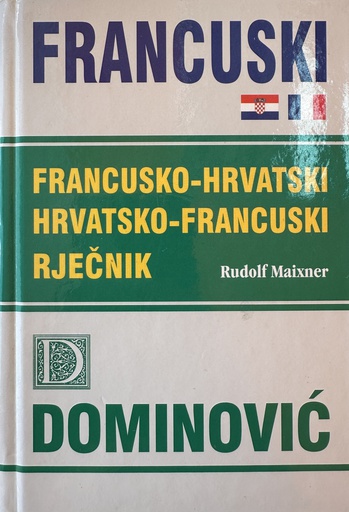 FRANCUSKI
FRANCUSKO-HRVATSKI
HRVATSKO-FRANCUSKI
RJEČNIK
Rudolf Maixner
D
DOMINOVIĆ